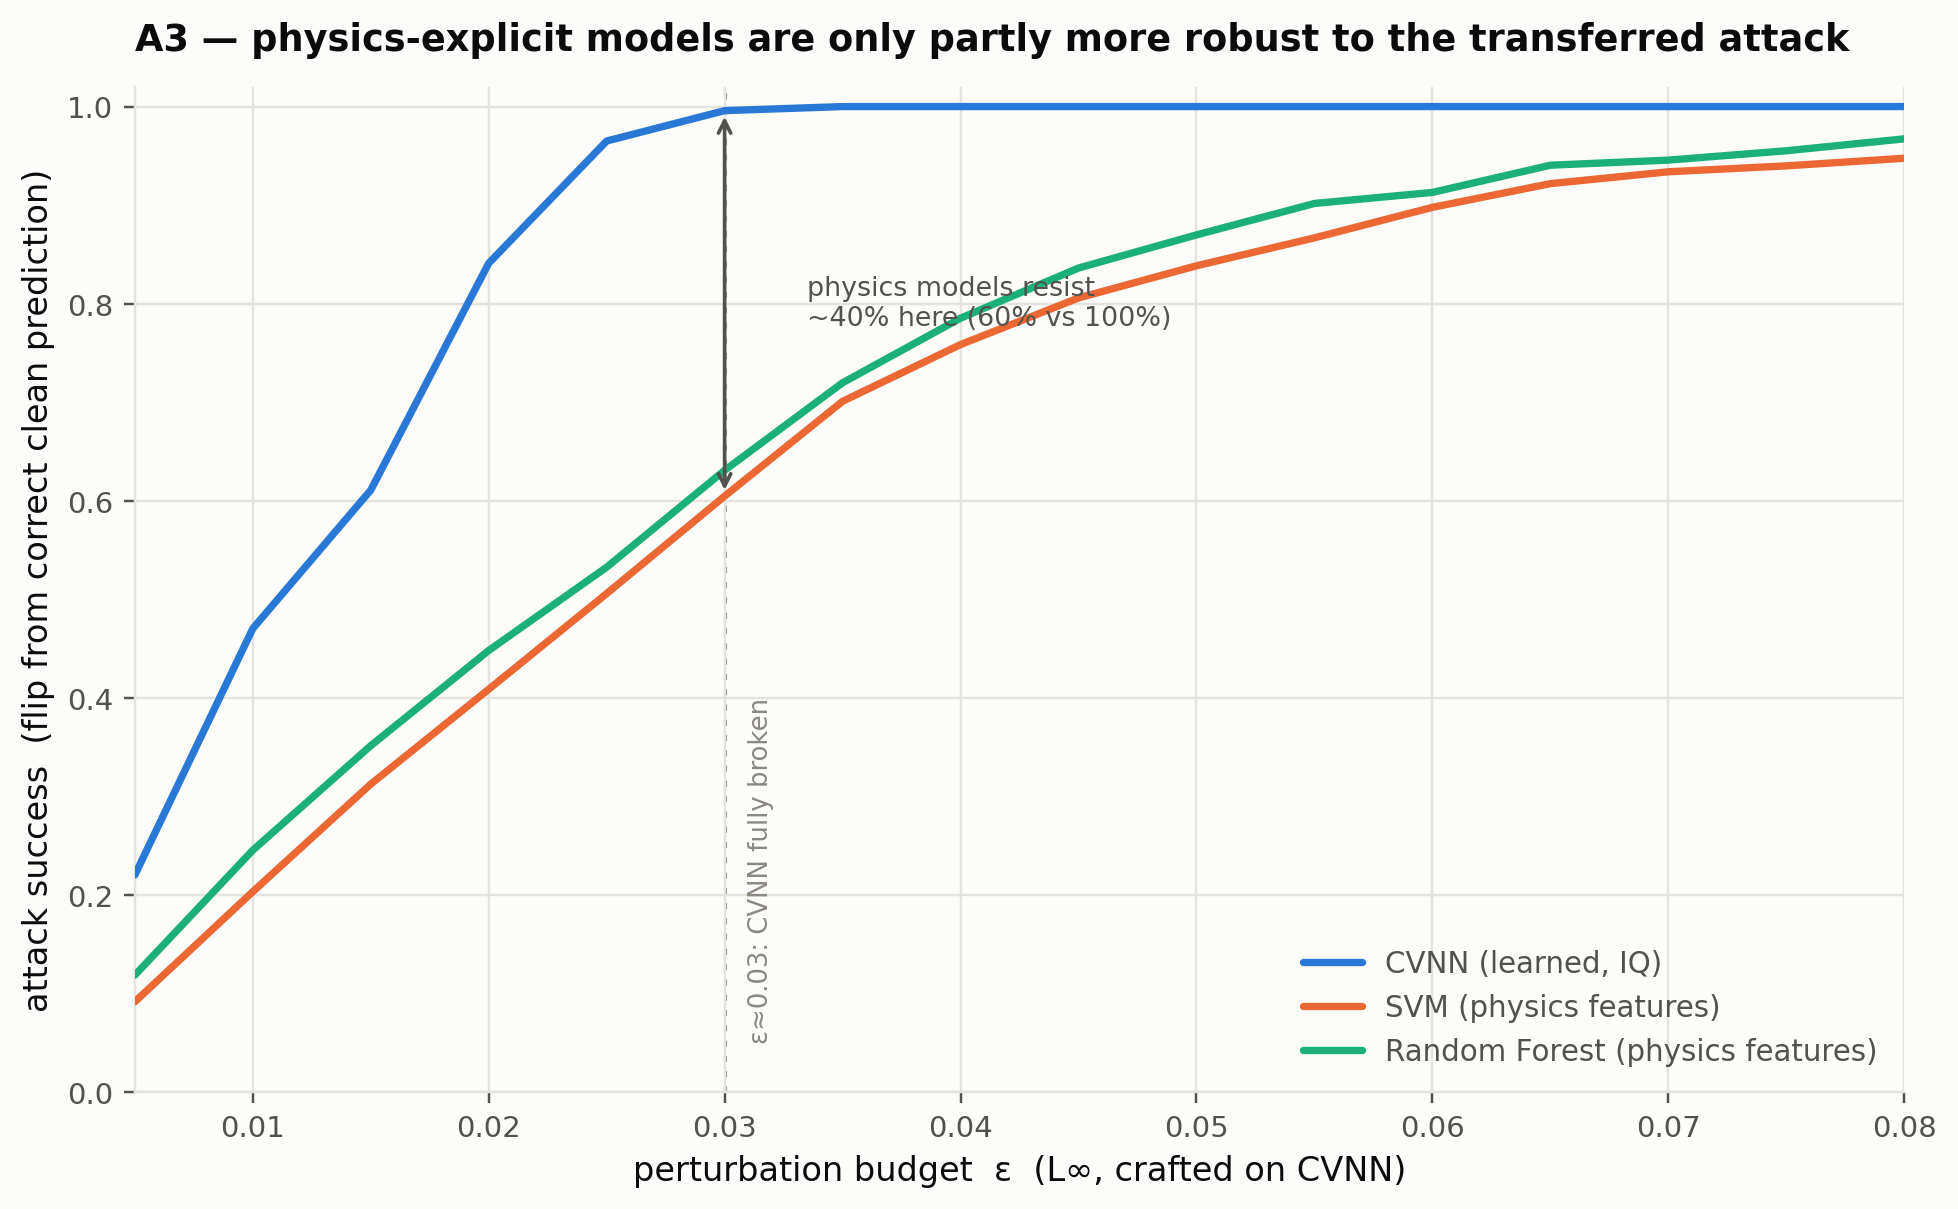 A3 — physics-explicit models are only partly more robust to the transferred attack
attack success  (flip from correct clean prediction)
1.0
0.8
0.6
0.4
0.2
0.0
physics models resist
~40% here (60% vs 100%)
ε≈0.03: CVNN fully broken
CVNN (learned, IQ)
SVM (physics features)
Random Forest (physics features)
0.01 0.02 0.03 0.04 0.05 0.06 0.07 0.08
perturbation budget  ε  (L∞, crafted on CVNN)